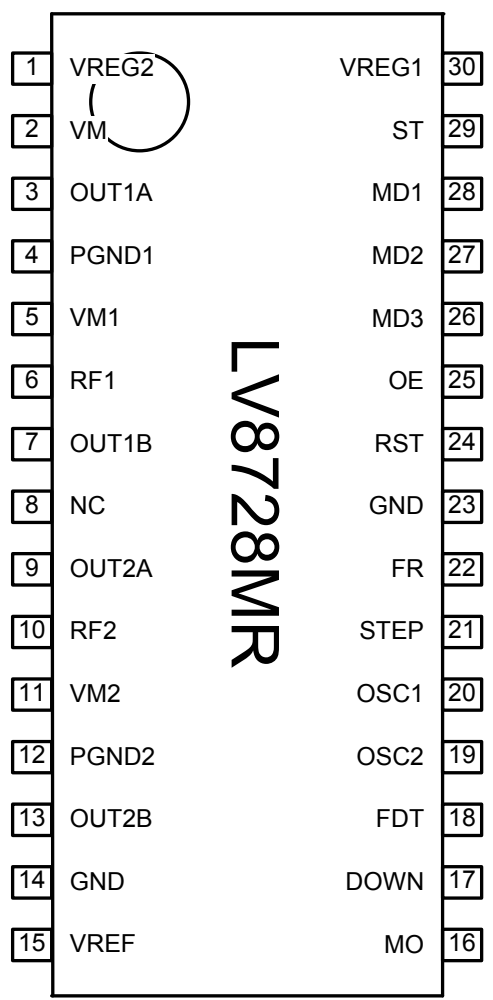 1 VREG2 VREG1 30
2 VM ST 29
3 OUT1A MD1 28
4 PGND1 MD2 27
5 VM1 MD3 26
6 RF1 OE 25
7 OUT1B RST 24
8 NC GND 23
9 OUT2A FR 22
10 RF2 STEP 21
11 VM2 OSC1 20
12 PGND2 OSC2 19
13 OUT2B FDT 18
14 GND DOWN 17
15 VREF MO 16
LV8728MR